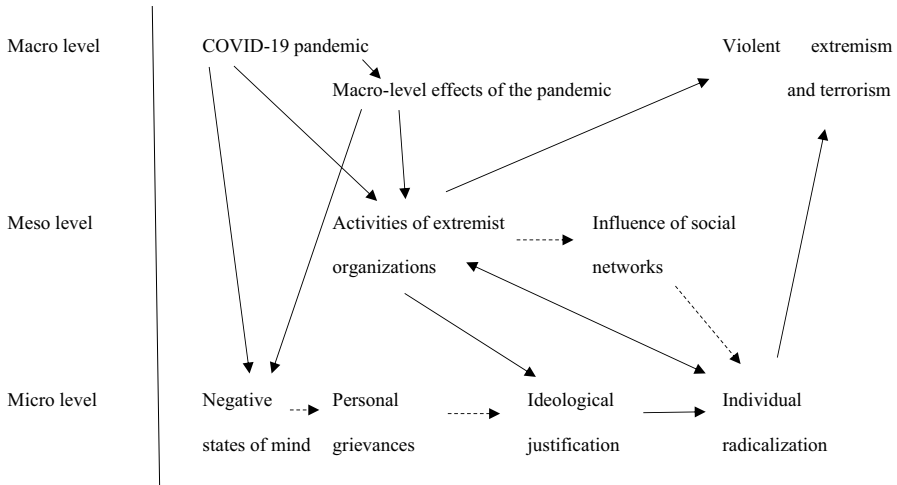 Macro level
COVID-19 pandemic
Violent extremism
Macro-level effects of the pandemic
and terrorism
Meso level
Activities of extremist
organizations
Influence of social
networks
Micro level
Negative
states of mind
Personal
grievances
Ideological
justification
Individual
radicalization